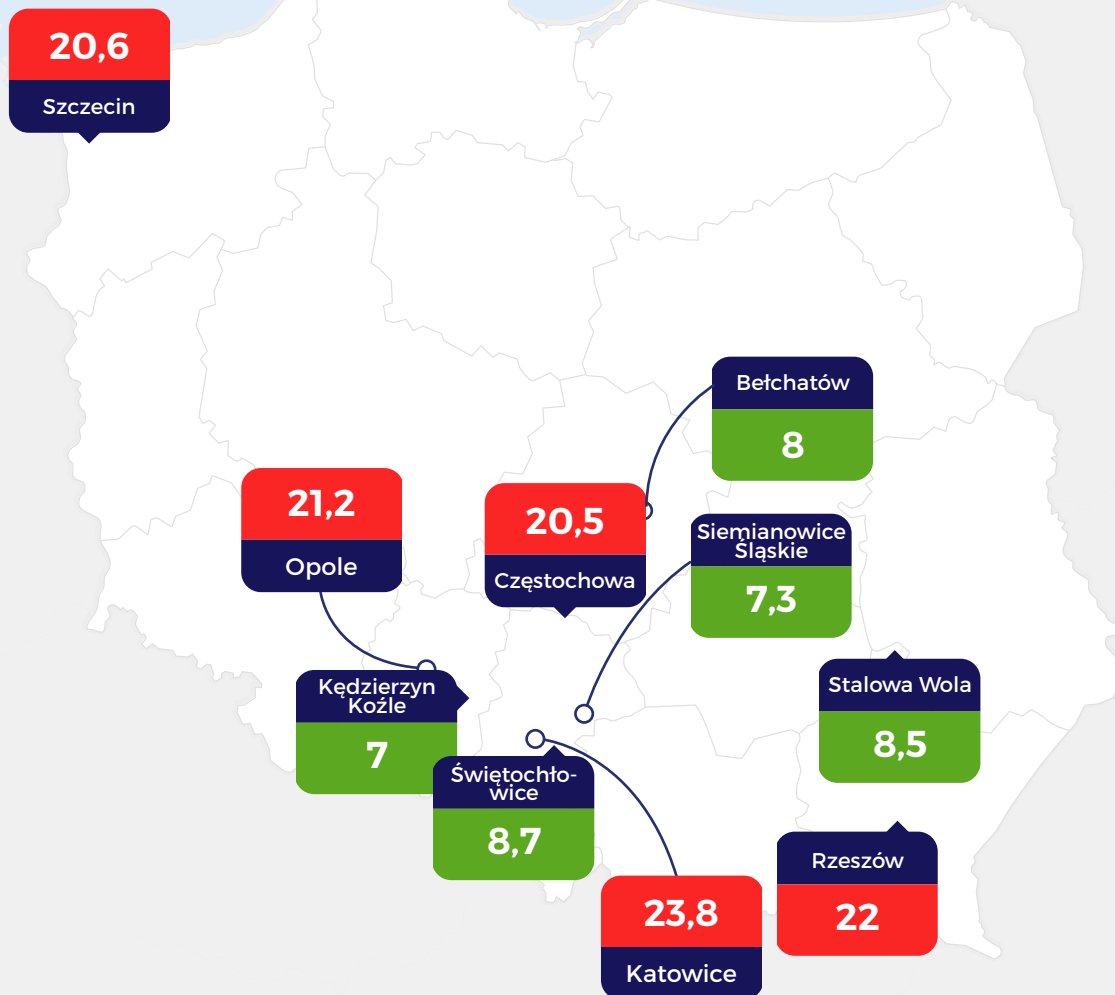 20,6
Szczecin
Bełchatów
8
21,2
Opole
20,5
Częstochowa
Siemianowice
Śląskie
7,3
Kędzierzyn
Koźle
7
Stalowa Wola
8,5
Świętochło-
wice
8,7
Rzeszów
22
23,8
Katowice